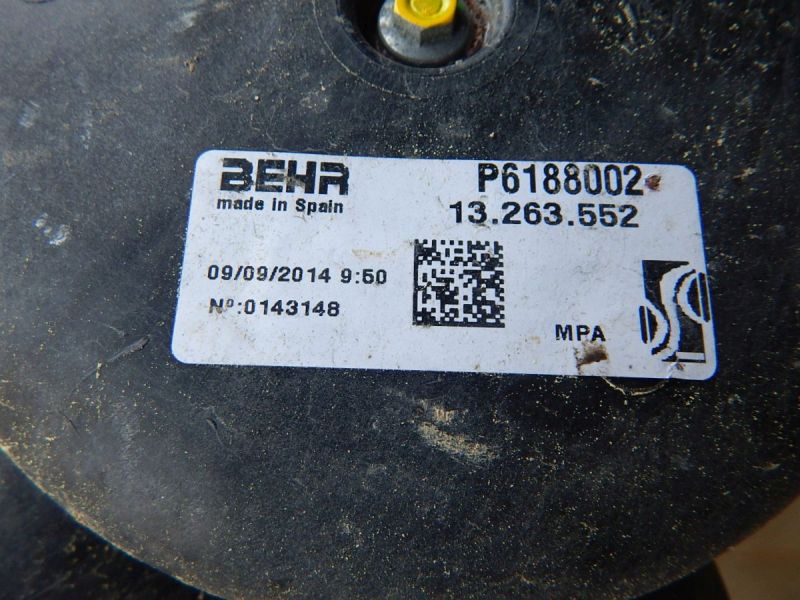 BEHR
made in Spain
P6188002
13.263.552
09/09/2014 9:50
Nº:0143148
MPA